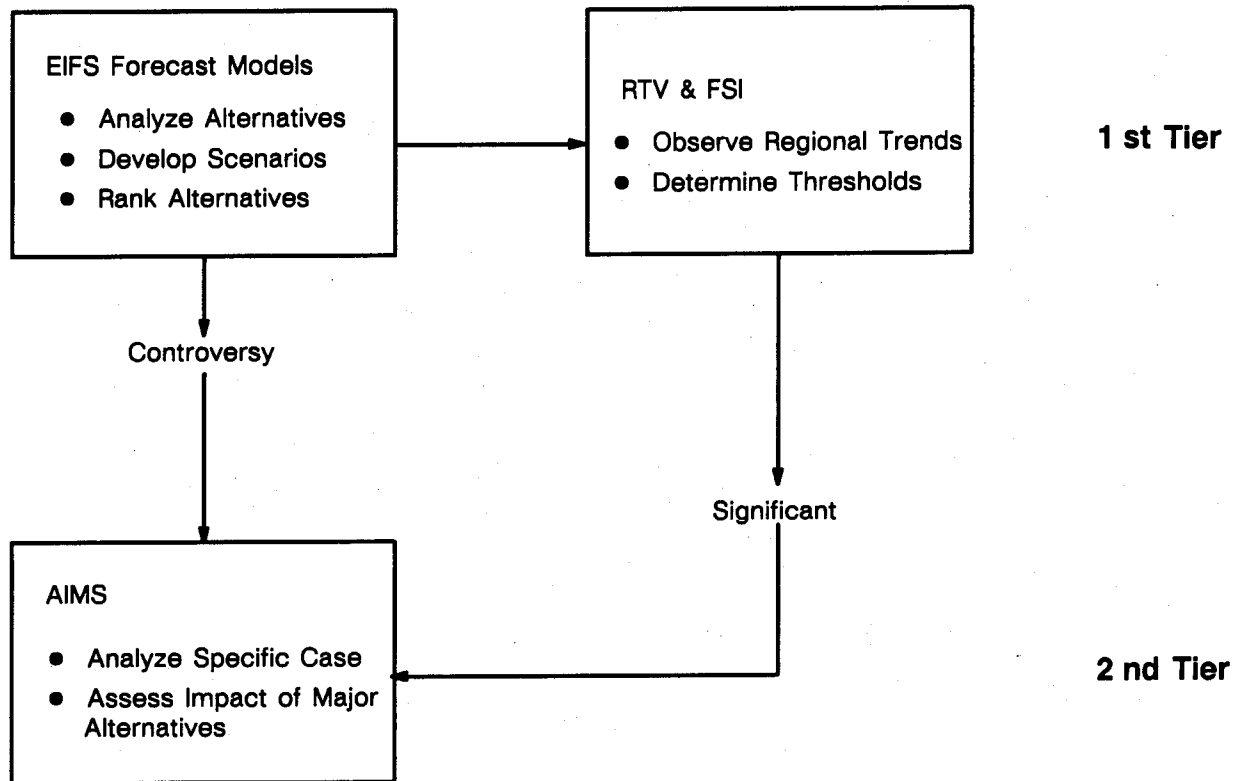 EIFS Forecast Models
● Analyze Alternatives
● Develop Scenarios
● Rank Alternatives
RTV & FSI
● Observe Regional Trends
● Determine Thresholds
1 st Tier
Controversy
Significant
AIMS
● Analyze Specific Case
● Assess Impact of Major
Alternatives
2 nd Tier